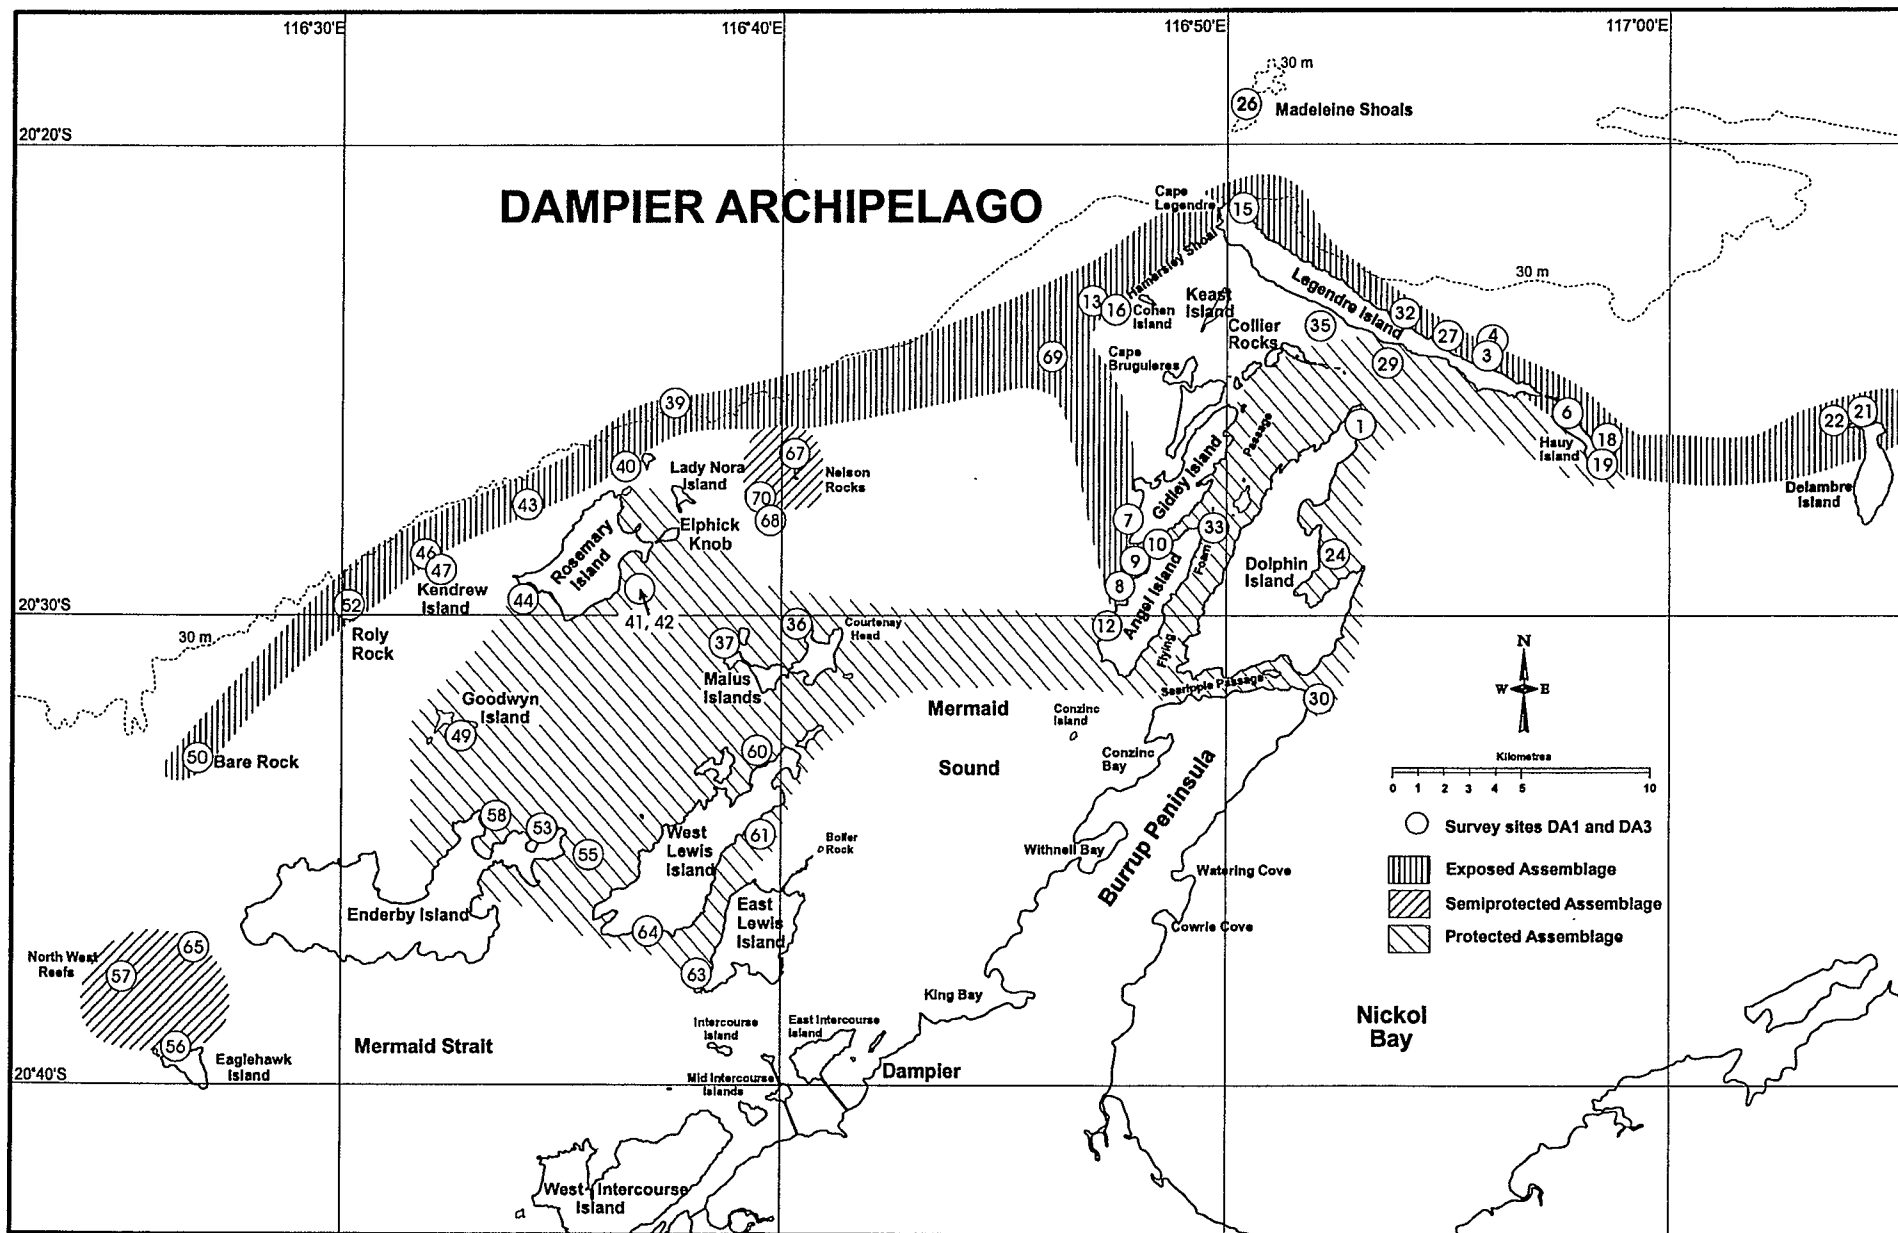 116°30'E
116°40'E
116°50'E
117°00'E
30 m
26
Madeleine Shoals
20°20'S
DAMPIER ARCHIPELAGO
Cape
Legendre
15
Hamersley Shoal
30 m
13
16
Cohen
Island
Keast
Island
Legendre Island
32
35
Collier
Rocks
27
4
3
69
Cape
Bruguieres
29
39
6
22
21
1
18
Hauy
Island
19
40
Lady Nora
Island
67
Nelson
Rocks
Passage
Gidley Island
Delambre
Island
43
70
68
Elphick
Knob
7
33
10
Rosemary
Island
46
47
Kendrew
Island
9
Foam
Dolphin
Island
24
8
Angel Island
44
41, 42
52
20°30'S
Roly
Rock
30 m
36
Courtenay
Head
12
37
Flying
Malus
Islands
Searipple Passage
30
N
W
E
S
Goodwyn
Island
49
Mermaid
Sound
Conzinc
Island
60
Conzinc
Bay
50
Bare Rock
Kilometres
0 1 2 3 4 5 10
58
53
55
West
Lewis
Island
61
Boiler
Rock
Survey sites DA1 and DA3
Withnell Bay
Burrup Peninsula
Watering Cove
Exposed Assemblage
Semiprotected Assemblage
Protected Assemblage
Enderby Island
East
Lewis
Island
Cowrie Cove
64
65
North West
Reefs
57
63
King Bay
Nickol
Bay
56
Eaglehawk
Island
Mermaid Strait
Intercourse
Island
East Intercourse
Island
20°40'S
Mid Intercourse
Islands
Dampier
West Intercourse
Island